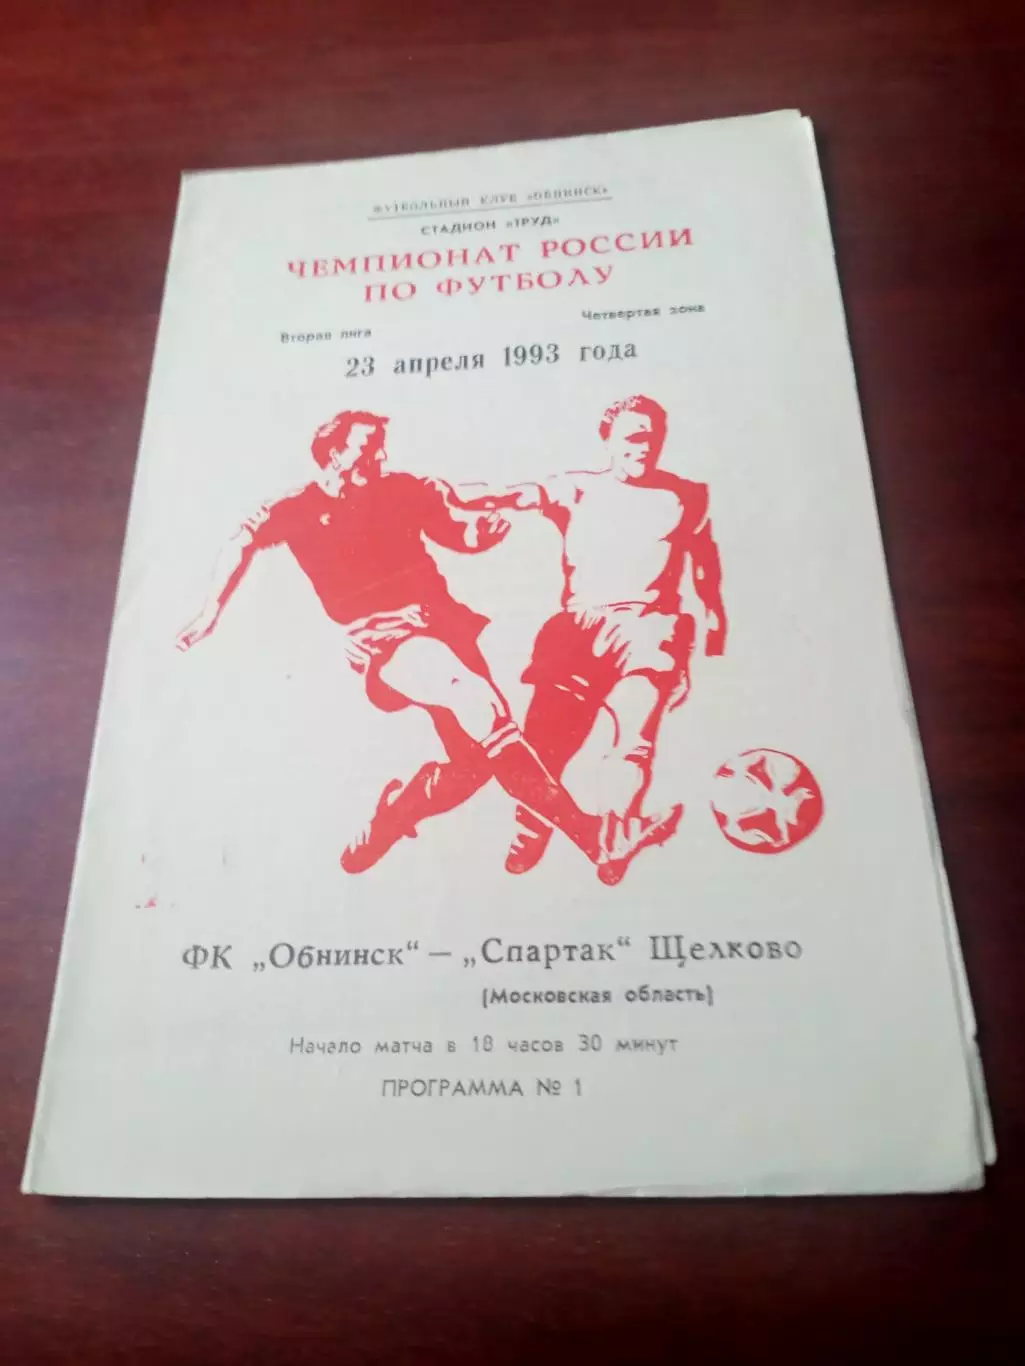 ФУТБОЛЬНЫЙ КЛУБ «ОБНИНСК»
СТАДИОН «ТРУД»
ЧЕМПИОНАТ РОССИИ
ПО ФУТБОЛУ
Вторая лига Четвертая зона
23 апреля 1993 года
ФК „Обнинск“ — „Спартак“ Щелково
(Московская область)
Начало матча в 18 часов 30 минут
ПРОГРАММА № 1